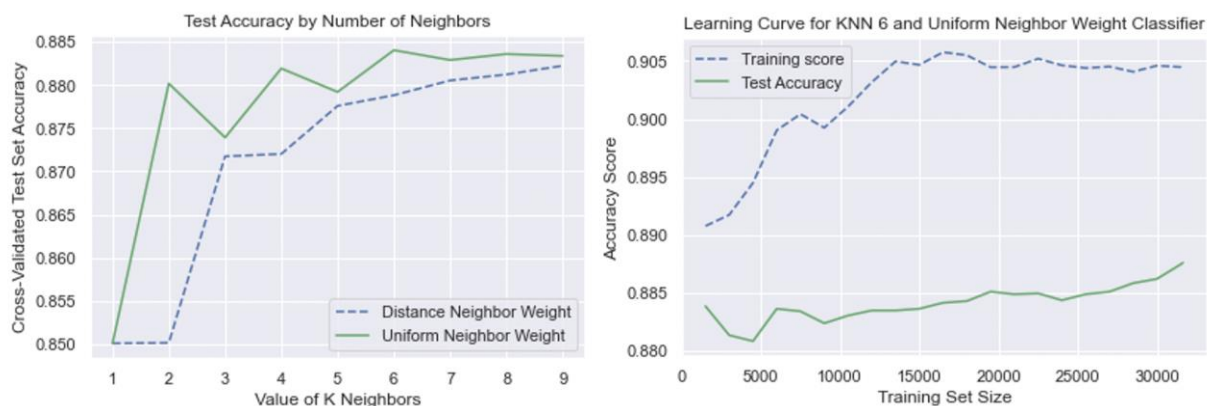 Test Accuracy by Number of Neighbors
Cross-Validated Test Set Accuracy
0.885
0.880
0.875
0.870
0.865
0.860
0.855
0.850
Distance Neighbor Weight
Uniform Neighbor Weight
1 2 3 4 5 6 7 8 9
Value of K Neighbors
Learning Curve for KNN 6 and Uniform Neighbor Weight Classifier
Accuracy Score
0.905
0.900
0.895
0.890
0.885
0.880
Training score
Test Accuracy
0 5000 10000 15000 20000 25000 30000
Training Set Size